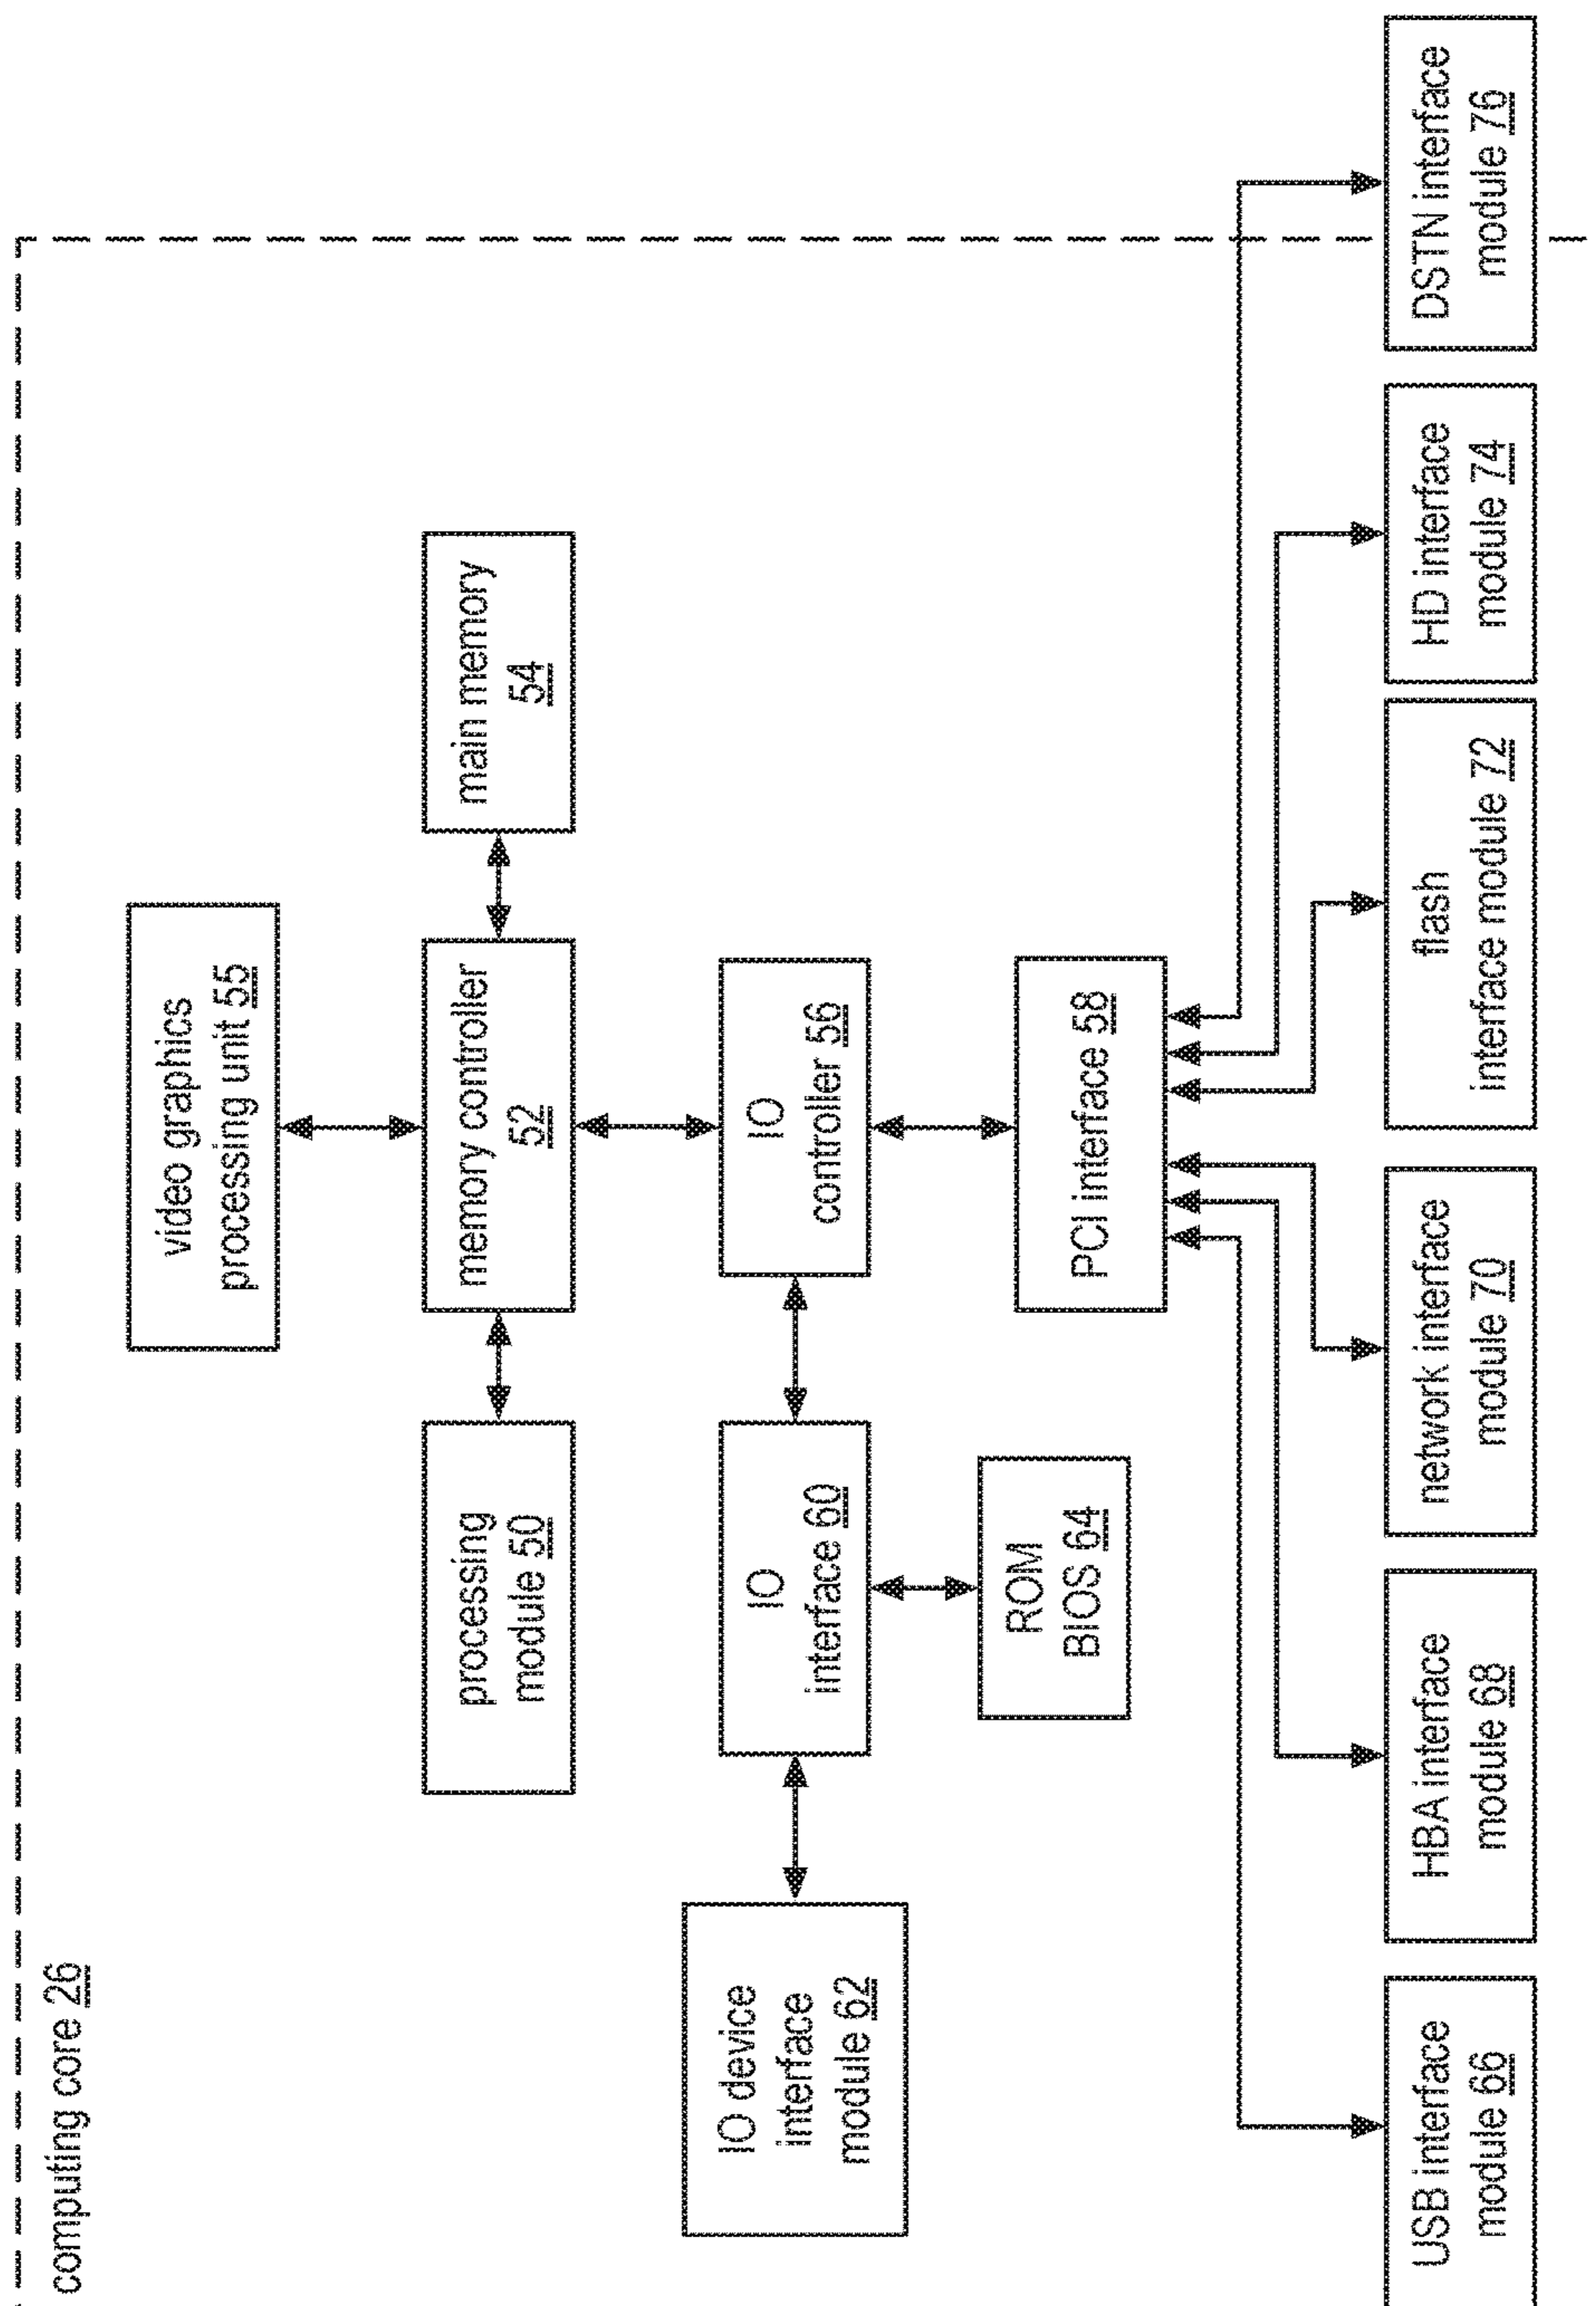 computing core 26
video graphics
processing unit 55
processing
module 50
memory controller
52
main memory
54
IO device
interface
module 62
IO
interface 60
IO
controller 56
ROM
BIOS 64
PCI interface 58
USB interface
module 66
HBA interface
module 68
network interface
module 70
flash
interface module 72
HD interface
module 74
DSTN interface
module 76